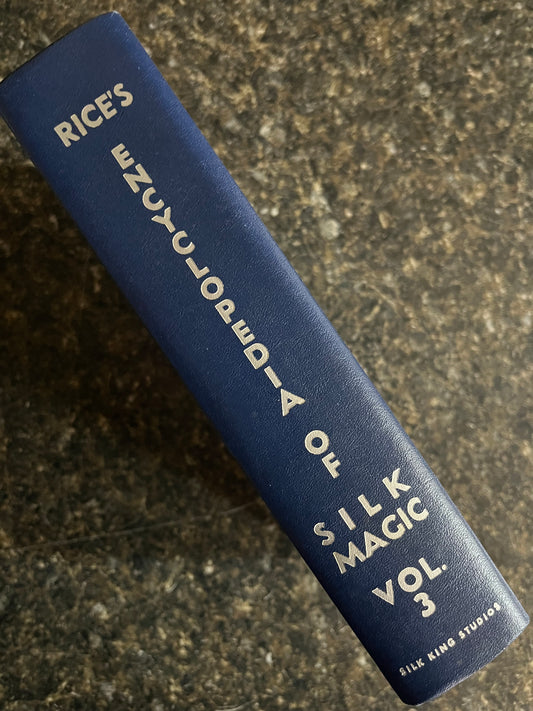 RICE'S
ENCYCLOPEDIA OF
SILK
MAGIC
VOL.
3
SILK KING STUDIOS